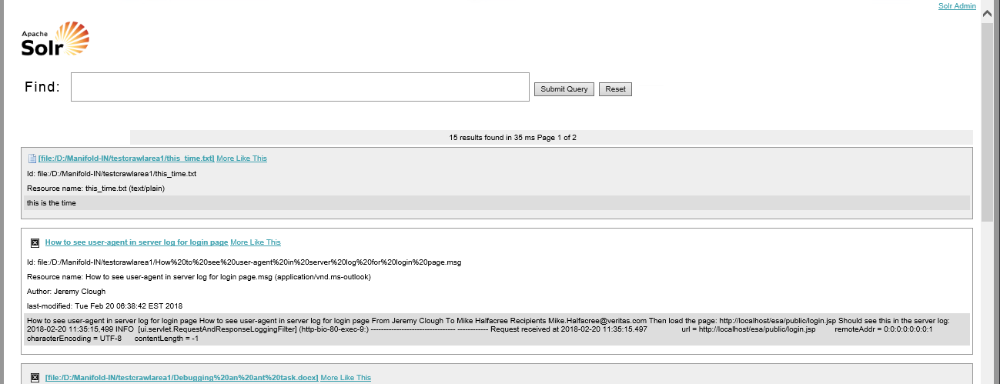 Solr Admin
Apache
Solr
Find:
Submit Query Reset
15 results found in 35 ms Page 1 of 2
[file:/D:/Manifold-IN/testcrawlarea1/this_time.txt] More Like This
Id: file:/D:/Manifold-IN/testcrawlarea1/this_time.txt
Resource name: this_time.txt (text/plain)
this is the time
How to see user-agent in server log for login page More Like This
Id: file:/D:/Manifold-IN/testcrawlarea1/How%20to%20see%20user-agent%20in%20server%20log%20for%20login%20page.msg
Resource name: How to see user-agent in server log for login page.msg (application/vnd.ms-outlook)
Author: Jeremy Clough
last-modified: Tue Feb 20 06:38:42 EST 2018
How to see user-agent in server log for login page How to see user-agent in server log for login page From Jeremy Clough To Mike Halfacree Recipients Mike.Halfacree@veritas.com Then load the page: http://localhost/esa/public/login.jsp Should see this in the server log:
2018-02-20 11:35:15,499 INFO [ui.servlet.RequestAndResponseLoggingFilter] (http-bio-80-exec-9:) ---------------------------------- ------------ Request received at 2018-02-20 11:35:15.497 url = http://localhost/esa/public/login.jsp remoteAddr = 0:0:0:0:0:0:0:1
characterEncoding = UTF-8 contentLength = -1
[file:/D:/Manifold-IN/testcrawlarea1/Debugging%20an%20ant%20task.docx] More Like This